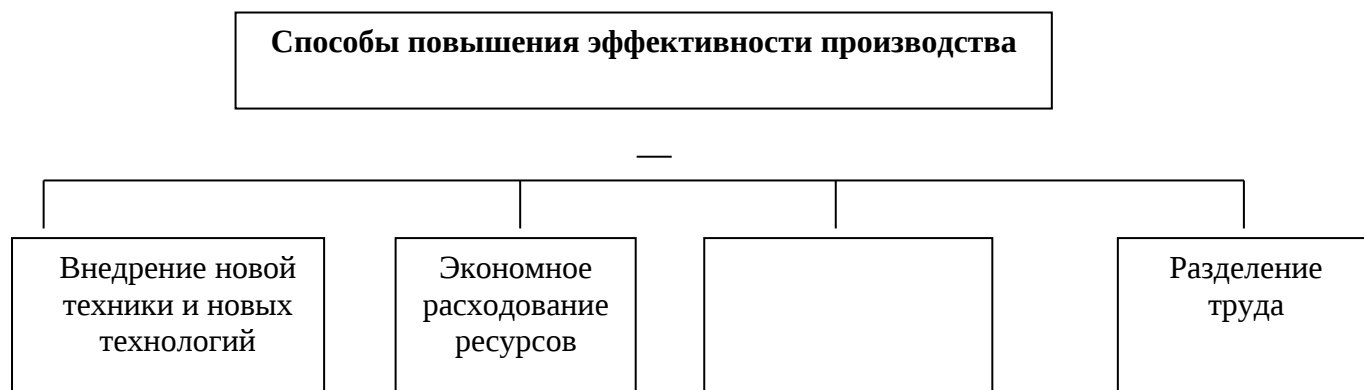 Способы повышения эффективности производства
Внедрение новой
техники и новых
технологий
Экономное
расходование
ресурсов
Разделение
труда